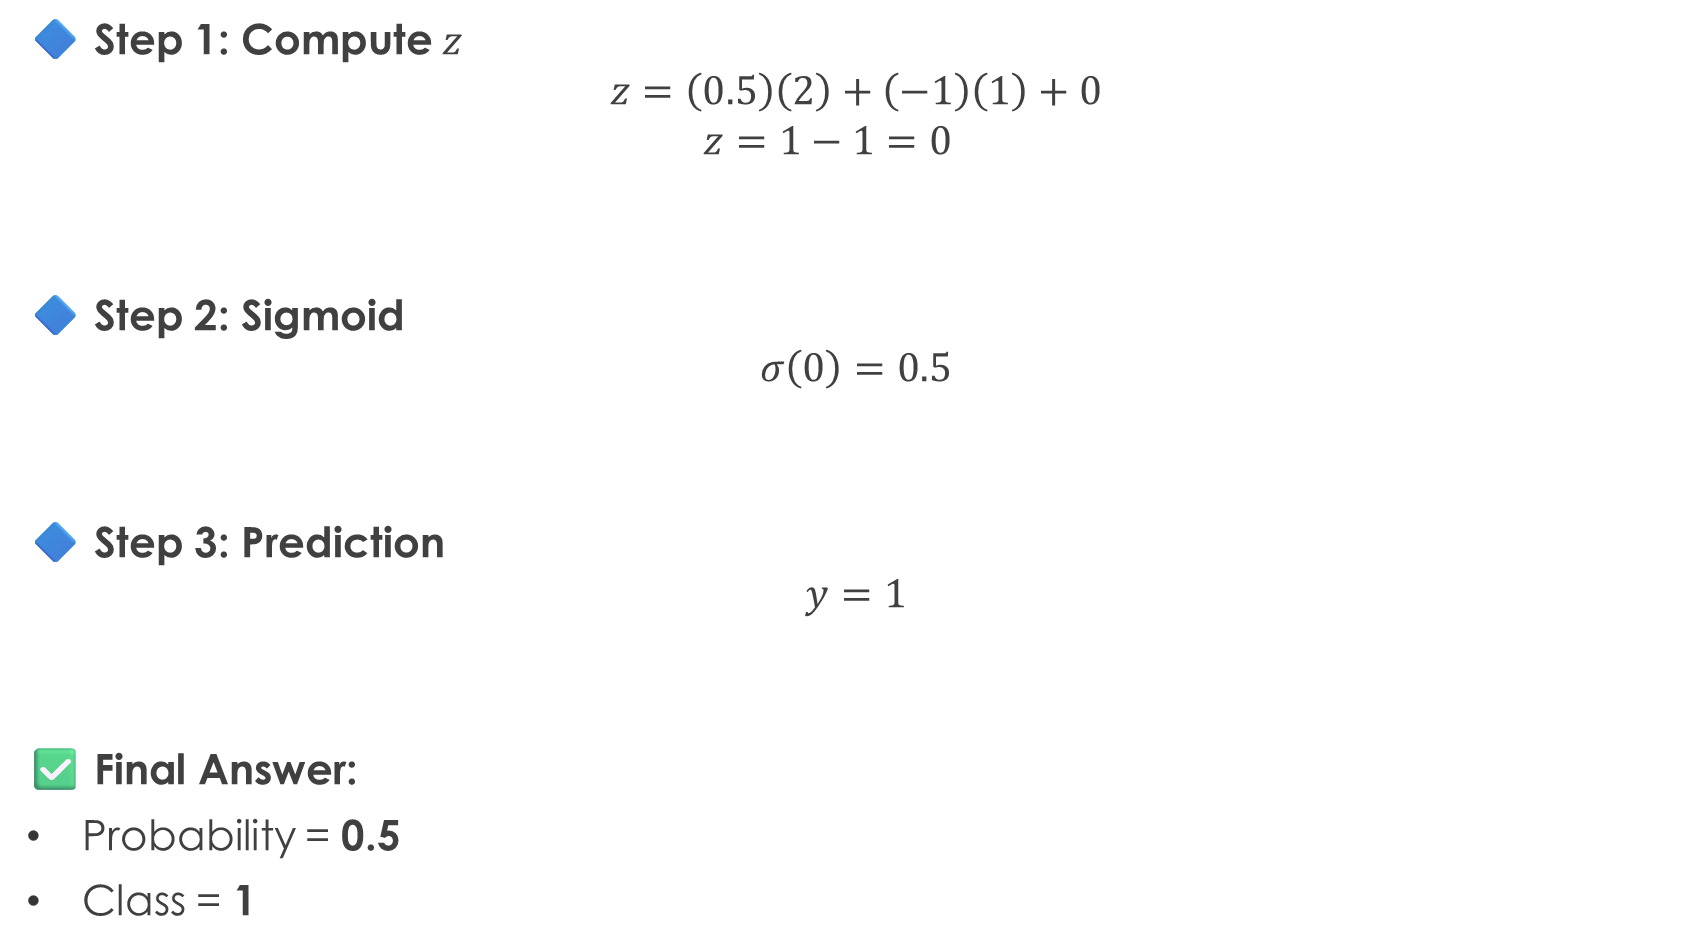 🔷 Step 1: Compute z
z = (0.5)(2) + (−1)(1) + 0
z = 1 − 1 = 0
🔷 Step 2: Sigmoid
σ(0) = 0.5
🔷 Step 3: Prediction
y = 1
✅ Final Answer:
• Probability = 0.5
• Class = 1